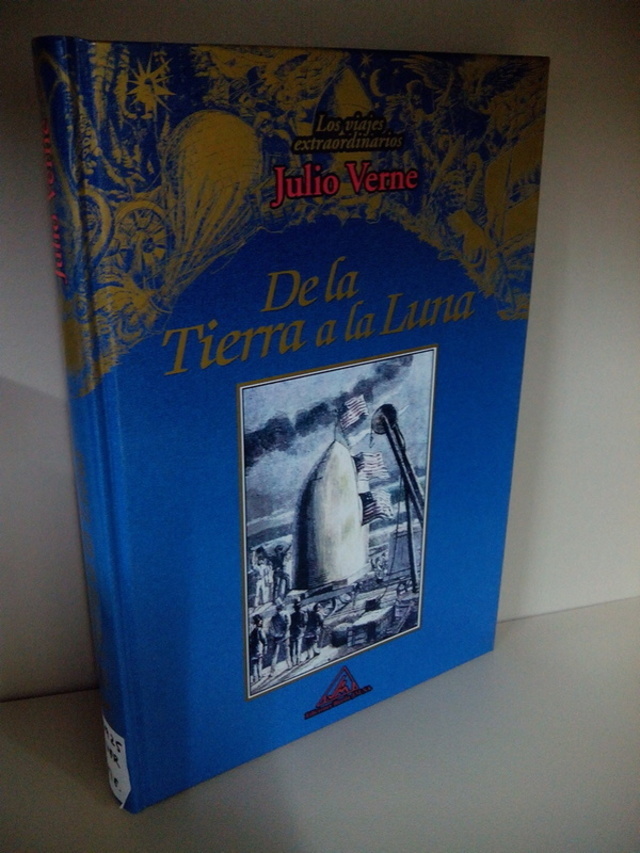 Los viajes
extraordinarios
Julio Verne
De la
Tierra a la Luna
Julio Verne